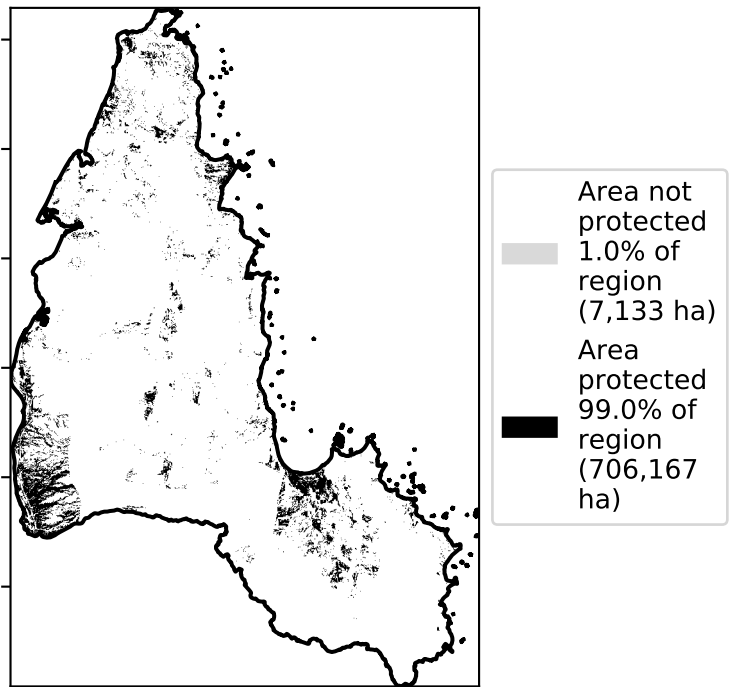 Area not
protected
1.0% of
region
(7,133 ha)
Area
protected
99.0% of
region
(706,167
ha)